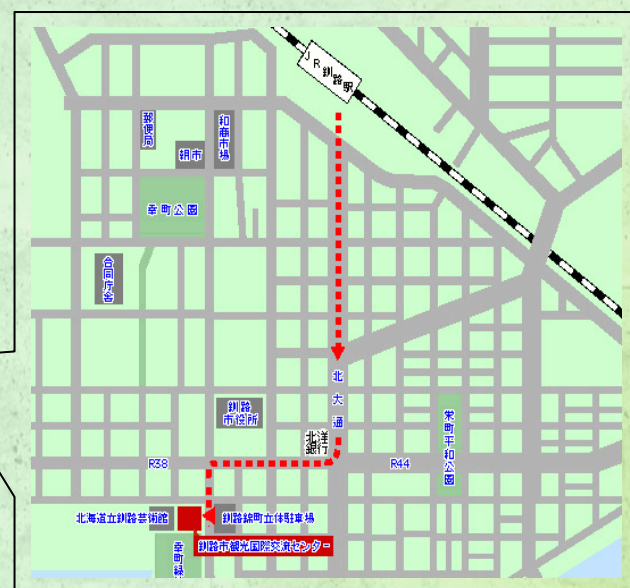 JR釧路駅
郵便局
朝市
和商市場
幸町公園
合同庁舎
北大通
釧路
市役所
北洋
銀行
栄町平和公園
R38
R44
北海道立釧路芸術館
釧路錦町立体駐車場
釧路市観光国際交流センター
幸町緑